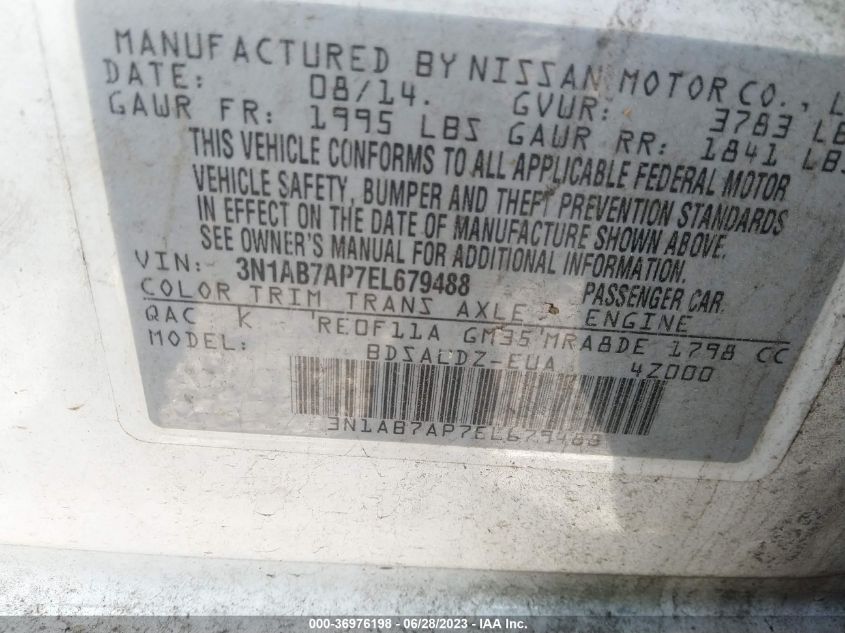 MANUFACTURED BY NISSAN MOTOR CO., L
DATE: 08/14. GVWR: 3783 LB
GAWR FR: 1995 LBS GAWR RR: 1841 LBS
THIS VEHICLE CONFORMS TO ALL APPLICABLE FEDERAL MOTOR
VEHICLE SAFETY, BUMPER AND THEFT PREVENTION STANDARDS
IN EFFECT ON THE DATE OF MANUFACTURE SHOWN ABOVE.
SEE OWNER'S MANUAL FOR ADDITIONAL INFORMATION.
VIN: 3N1AB7AP7EL679488 PASSENGER CAR
COLOR TRIM TRANS AXLE ENGINE
QAC K RE0F11A GM35 MRA8DE 1798 CC
MODEL: BDSALDZ-EUA 4Z000
3N1AB7AP7EL679488
000-36976198 - 06/28/2023 - IAA Inc.